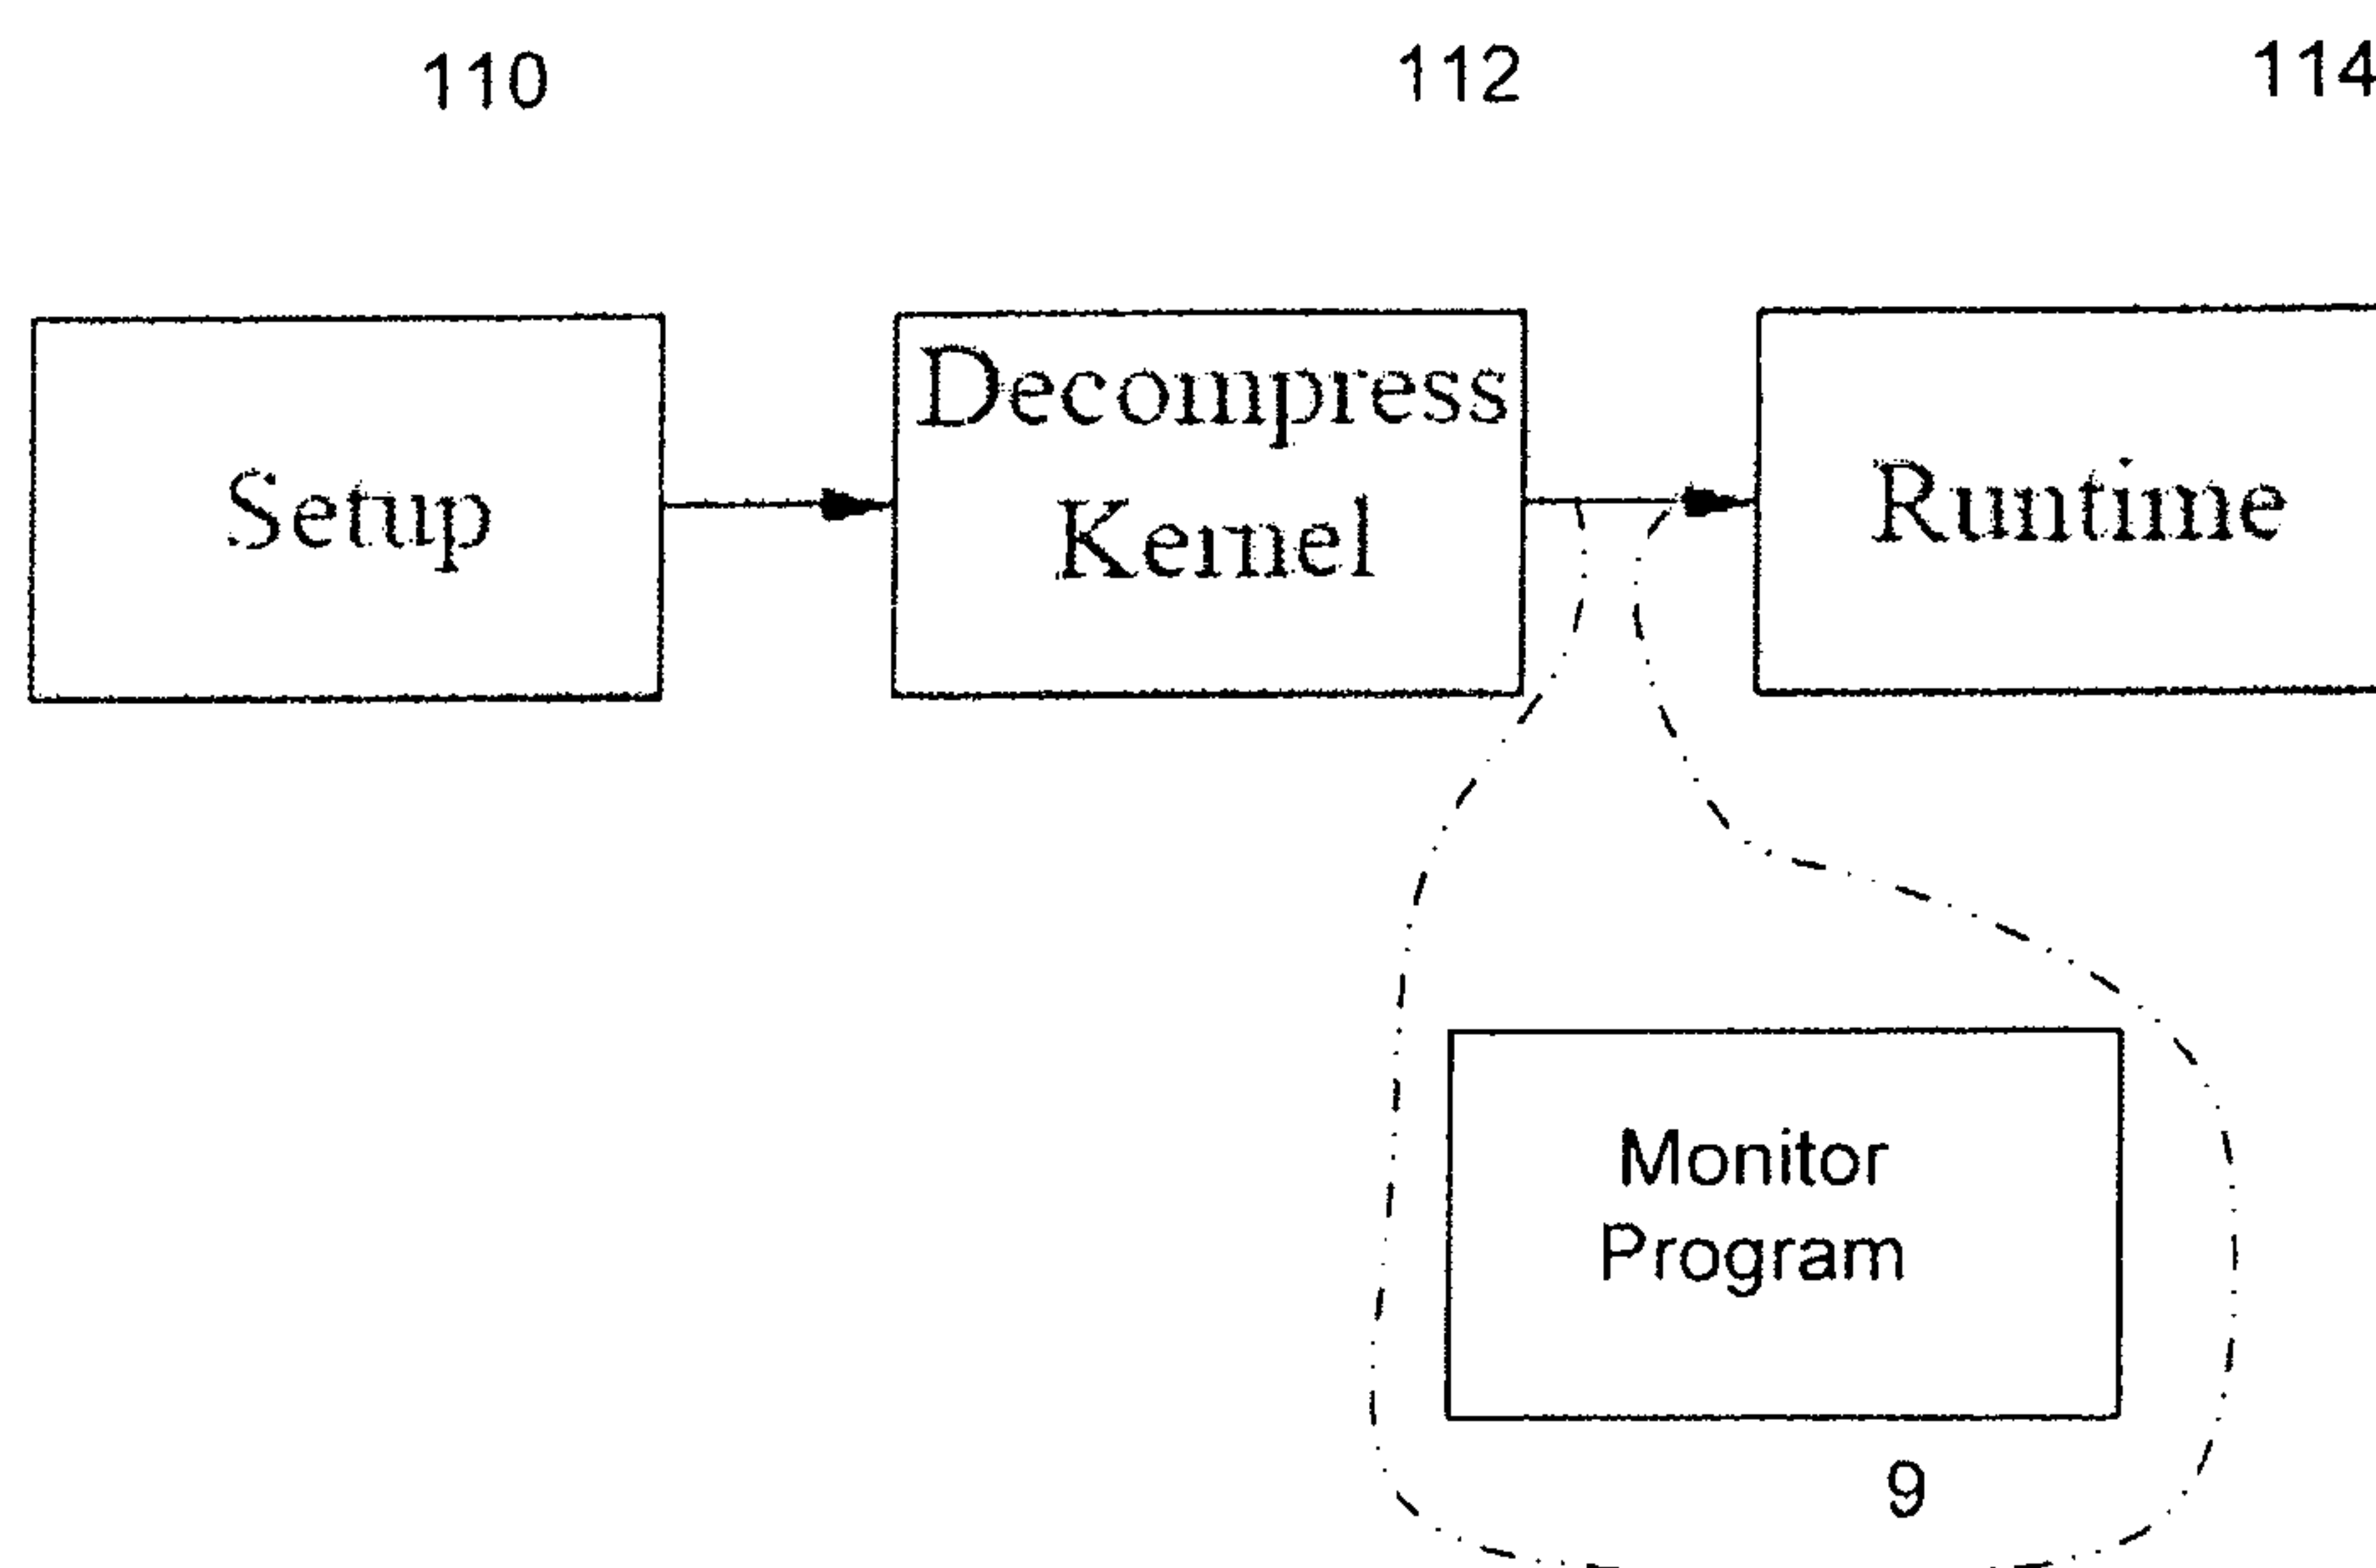 110
112
114
Setup
Decompress
Kernel
Runtime
Monitor
Program
9